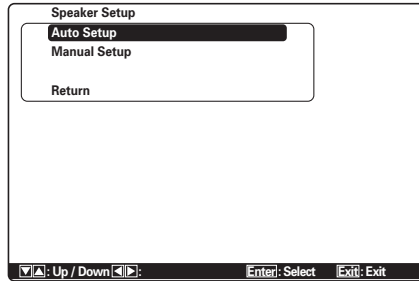 Speaker Setup
Auto Setup
Manual Setup
Return
▼▲: Up / Down ◀▶: Enter: Select Exit: Exit